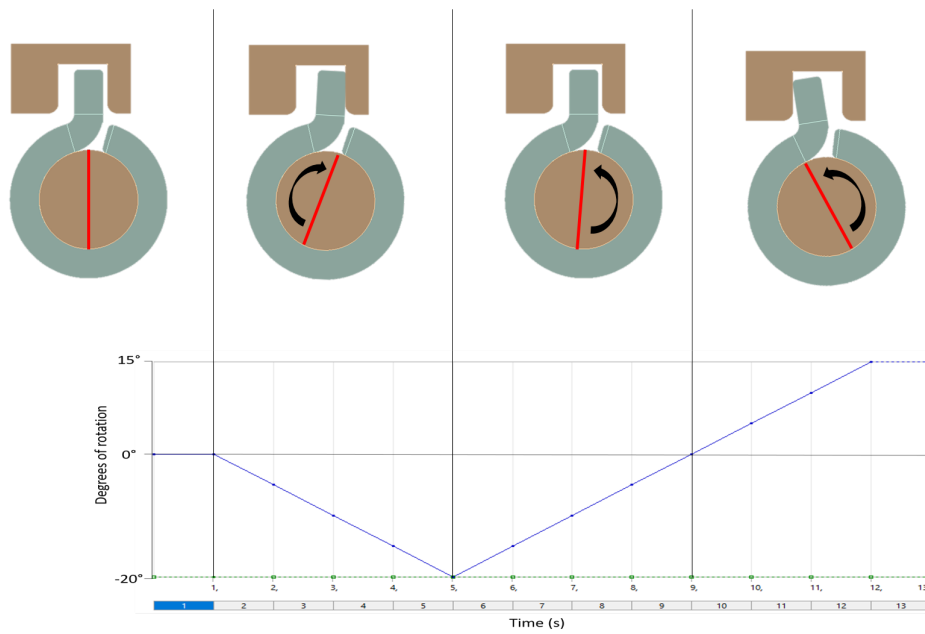 15°
Degrees of rotation
0°
-20°
1, 2, 3, 4, 5, 6, 7, 8, 9, 10, 11, 12, 13
1 2 3 4 5 6 7 8 9 10 11 12 13
Time (s)